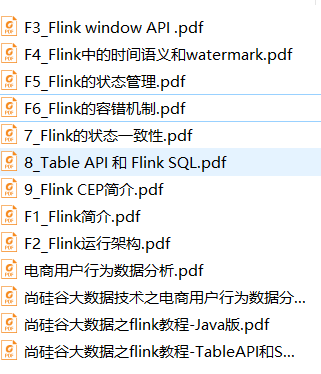 F3_Flink window API .pdf
F4_Flink中的时间语义和watermark.pdf
F5_Flink的状态管理.pdf
F6_Flink的容错机制.pdf
7_Flink的状态一致性.pdf
8_Table API 和 Flink SQL.pdf
9_Flink CEP简介.pdf
F1_Flink简介.pdf
F2_Flink运行架构.pdf
电商用户行为数据分析.pdf
尚硅谷大数据技术之电商用户行为数据分...
尚硅谷大数据之flink教程-Java版.pdf
尚硅谷大数据之flink教程-TableAPI和S...